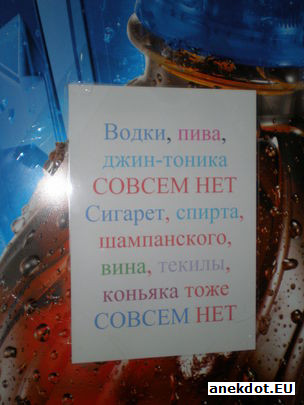 Водки, пива,
джин-тоника
СОВСЕМ НЕТ
Сигарет, спирта,
шампанского,
вина, текилы,
коньяка тоже
СОВСЕМ НЕТ
anekdot.EU